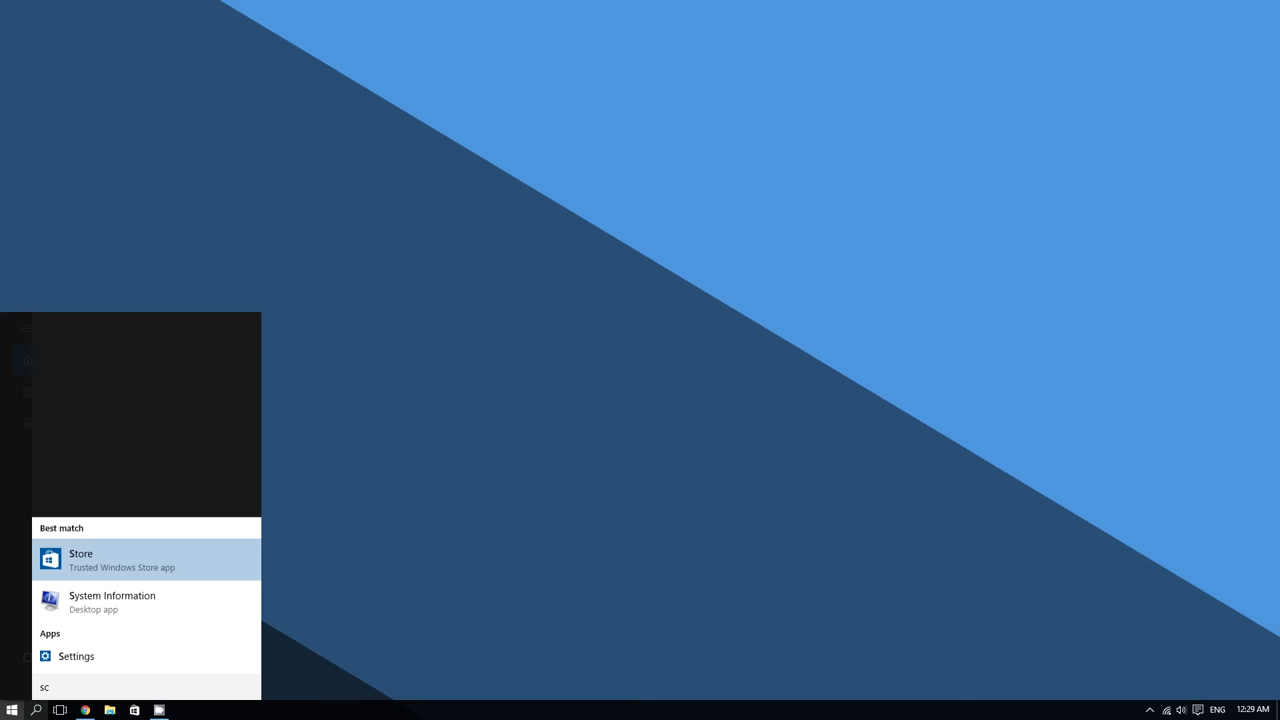 Best match
Store
Trusted Windows Store app
System Information
Desktop app
Apps
Settings
sc
ENG
12:29 AM